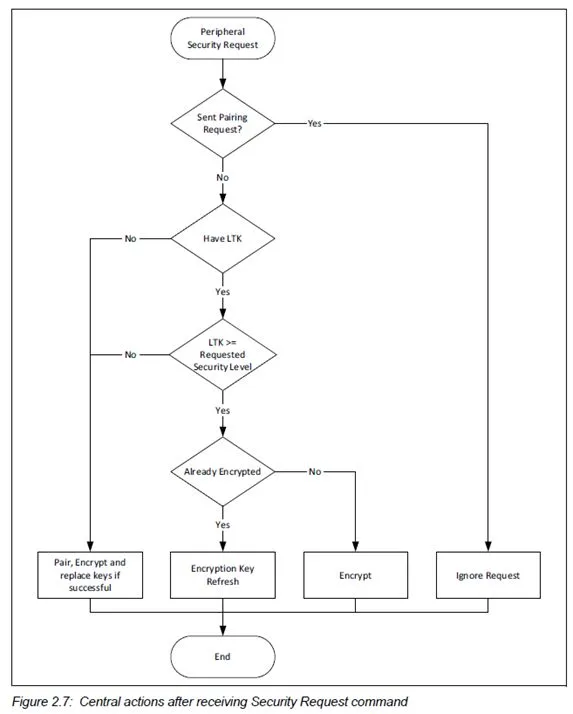 Peripheral
Security Request
Sent Pairing
Request?
Yes
No
No
Have LTK
Yes
LTK >=
Requested
Security Level
No
Yes
Already Encrypted
No
Yes
Pair, Encrypt and
replace keys if
successful
Encryption Key
Refresh
Encrypt
Ignore Request
End
Figure 2.7: Central actions after receiving Security Request command